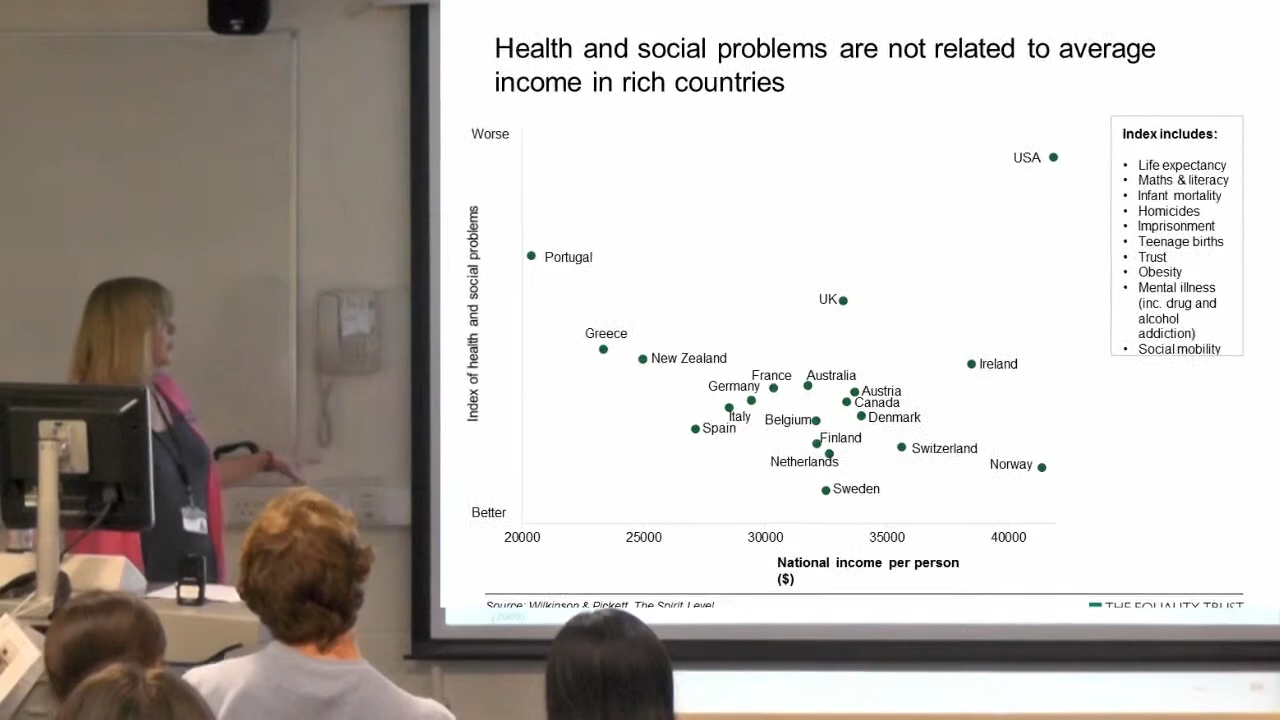 Health and social problems are not related to average
income in rich countries
Worse
USA
Index includes:
• Life expectancy
• Maths & literacy
• Infant mortality
• Homicides
• Imprisonment
• Teenage births
• Trust
• Obesity
• Mental illness
(inc. drug and
alcohol
addiction)
• Social mobility
Index of health and social problems
Portugal
UK
Greece
New Zealand
Ireland
France
Australia
Germany
Austria
Canada
Italy
Belgium
Denmark
Spain
Finland
Switzerland
Netherlands
Norway
Sweden
Better
20000
25000
30000
35000
40000
National income per person
($)
Source: Wilkinson & Pickett, The Spirit Level
(2009)
THE EQUALITY TRUST